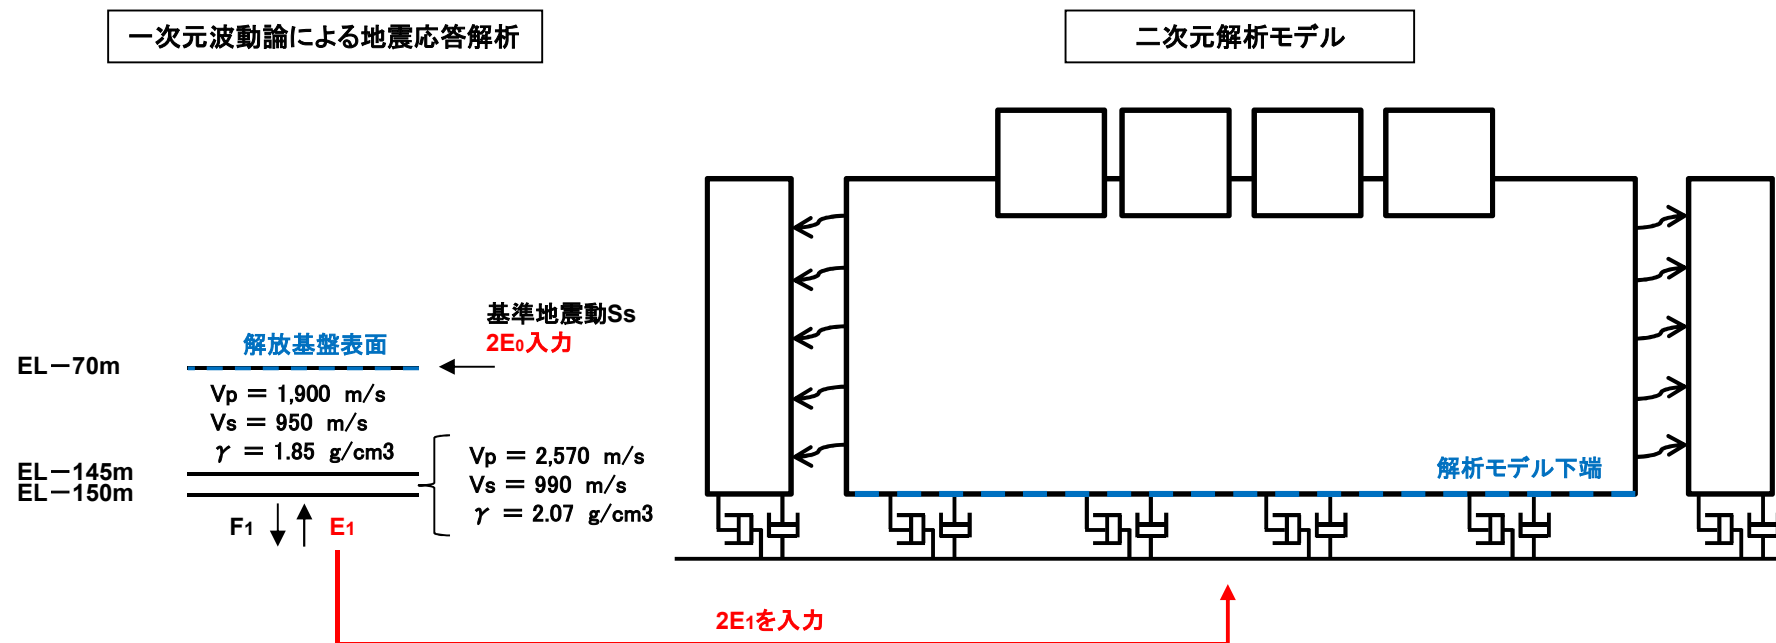 一次元波動論による地震応答解析
二次元解析モデル
基準地震動Ss
2E0入力
解放基盤表面
EL－70m
Vp ＝ 1,900 m/s
Vs ＝ 950 m/s
γ ＝ 1.85 g/cm3
EL－145m
EL－150m
Vp ＝ 2,570 m/s
Vs ＝ 990 m/s
γ ＝ 2.07 g/cm3
F1
E1
解析モデル下端
2E1を入力